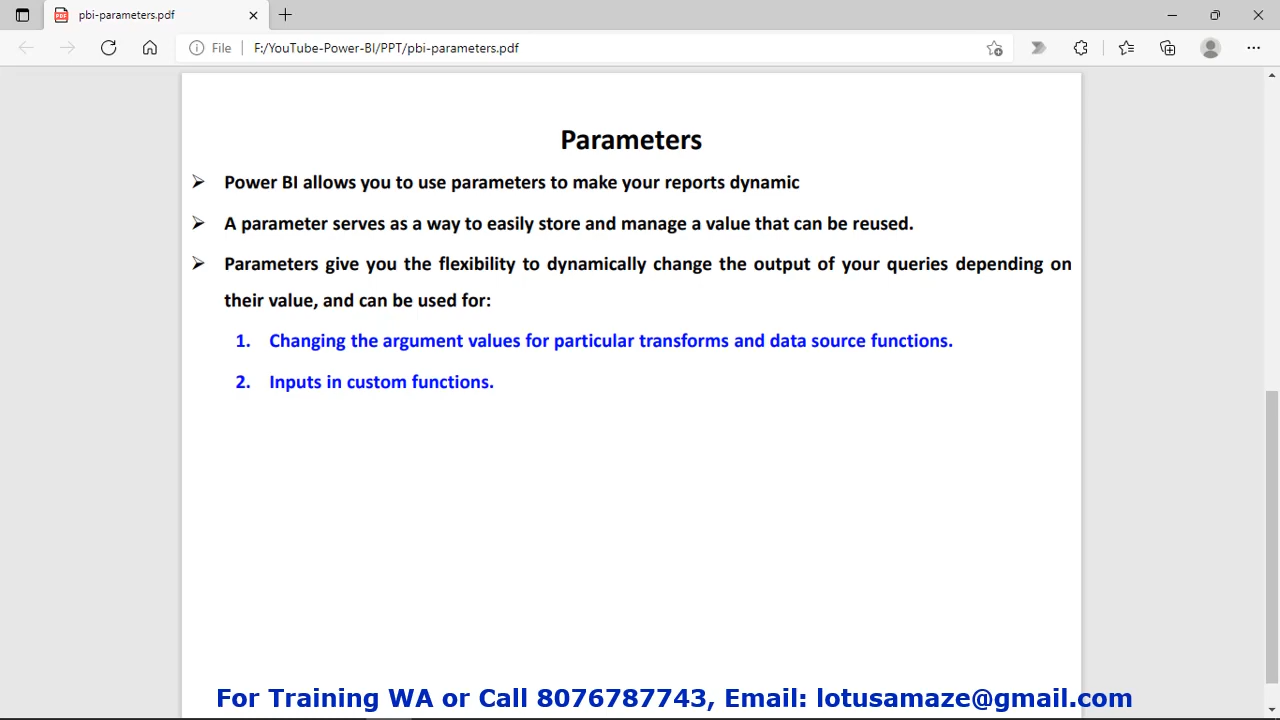 pbi-parameters.pdf
File
F:/YouTube-Power-BI/PPT/pbi-parameters.pdf
Parameters
Power BI allows you to use parameters to make your reports dynamic
A parameter serves as a way to easily store and manage a value that can be reused.
Parameters give you the flexibility to dynamically change the output of your queries depending on
their value, and can be used for:
1. Changing the argument values for particular transforms and data source functions.
2. Inputs in custom functions.
For Training WA or Call 8076787743, Email: lotusamaze@gmail.com